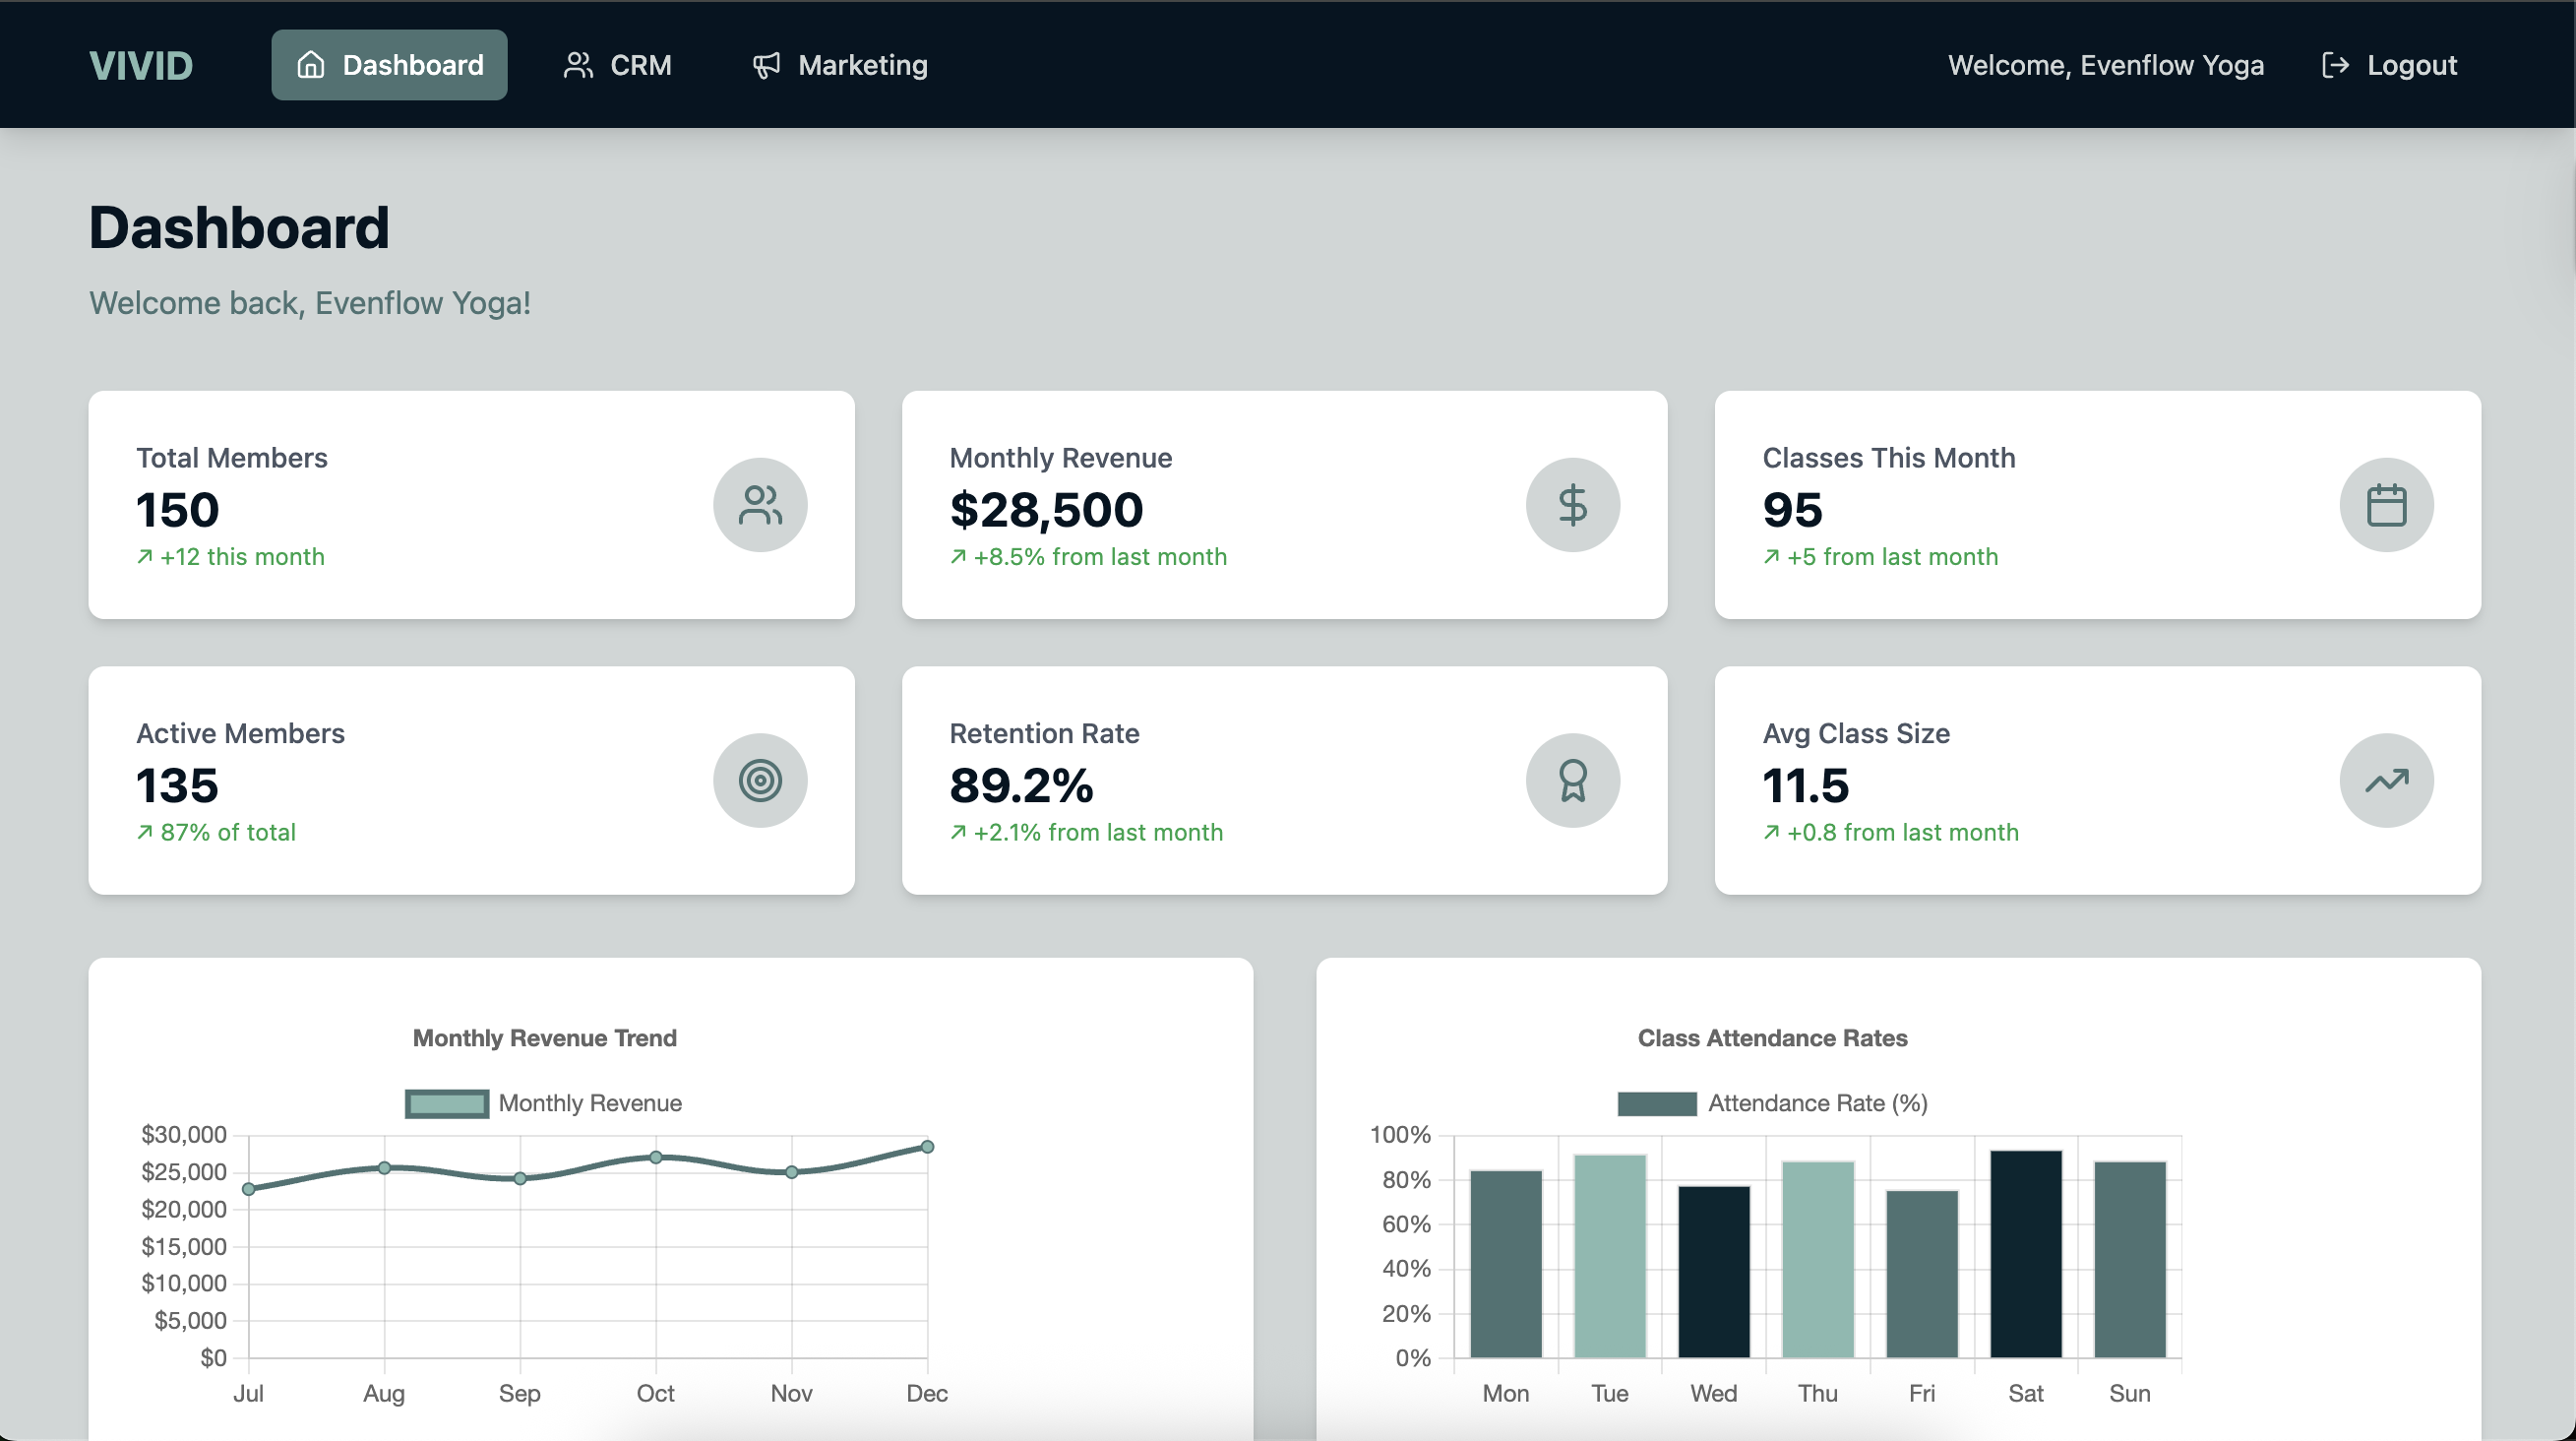 VIVID
Dashboard
CRM
Marketing
Welcome, Evenflow Yoga
Logout
Dashboard
Welcome back, Evenflow Yoga!
Total Members
150
+12 this month
Monthly Revenue
$28,500
+8.5% from last month
Classes This Month
95
+5 from last month
Active Members
135
87% of total
Retention Rate
89.2%
+2.1% from last month
Avg Class Size
11.5
+0.8 from last month
Monthly Revenue Trend
Monthly Revenue
$30,000
$25,000
$20,000
$15,000
$10,000
$5,000
$0
Jul Aug Sep Oct Nov Dec
Class Attendance Rates
Attendance Rate (%)
100%
80%
60%
40%
20%
0%
Mon Tue Wed Thu Fri Sat Sun